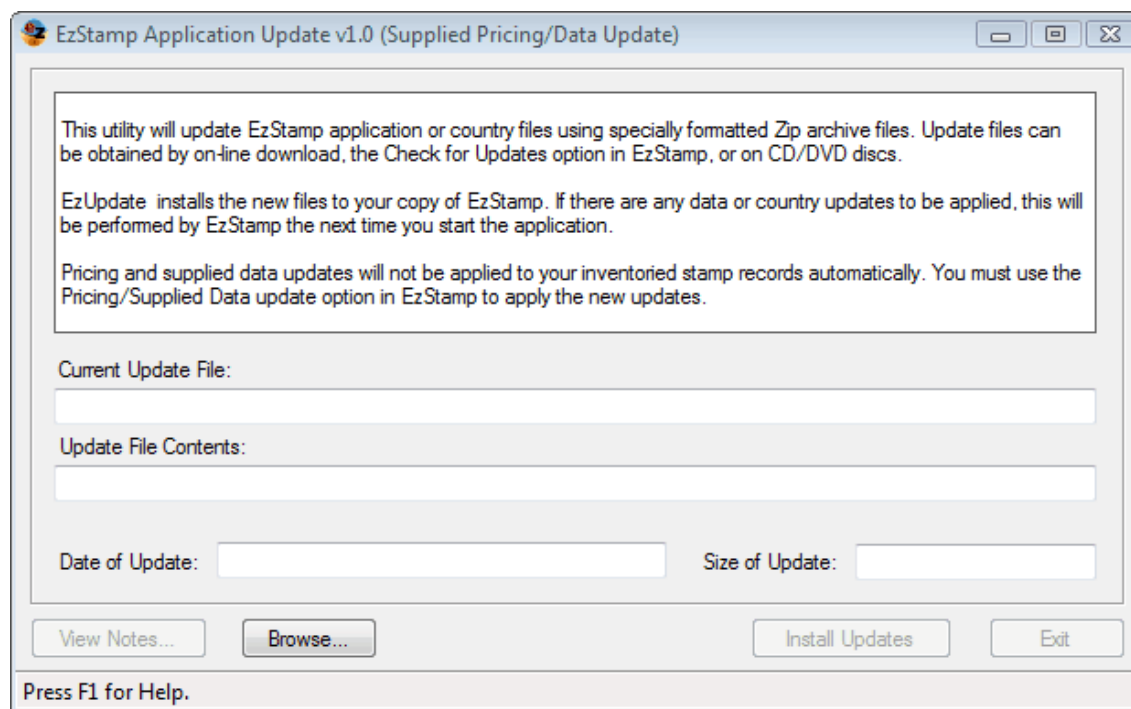 EzStamp Application Update v1.0 (Supplied Pricing/Data Update)
This utility will update EzStamp application or country files using specially formatted Zip archive files. Update files can
be obtained by on-line download, the Check for Updates option in EzStamp, or on CD/DVD discs.
EzUpdate installs the new files to your copy of EzStamp. If there are any data or country updates to be applied, this will
be performed by EzStamp the next time you start the application.
Pricing and supplied data updates will not be applied to your inventoried stamp records automatically. You must use the
Pricing/Supplied Data update option in EzStamp to apply the new updates.
Current Update File:
Update File Contents:
Date of Update: Size of Update:
View Notes... Browse... Install Updates Exit
Press F1 for Help.